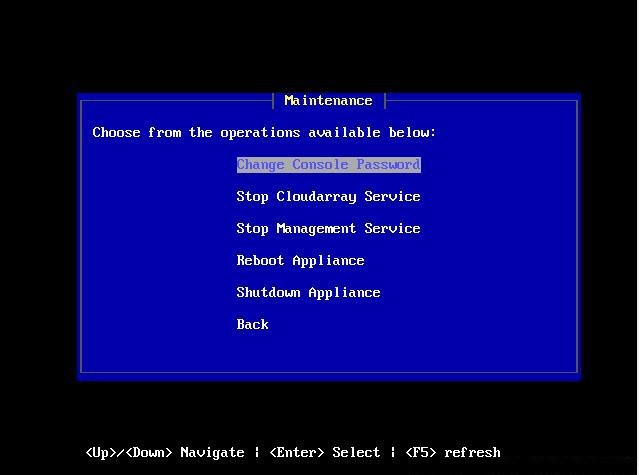 Maintenance
Choose from the operations available below:
Change Console Password
Stop Cloudarray Service
Stop Management Service
Reboot Appliance
Shutdown Appliance
Back
<Up>/<Down> Navigate | <Enter> Select | <F5> refresh